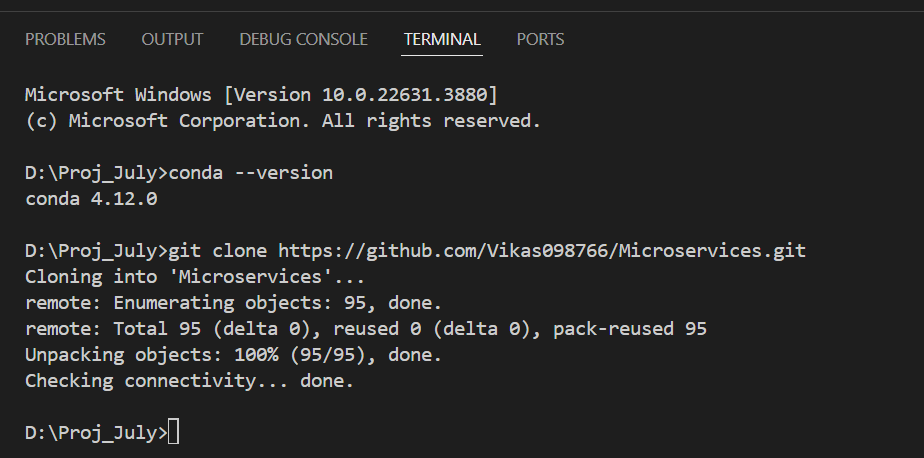 PROBLEMS OUTPUT DEBUG CONSOLE TERMINAL PORTS
Microsoft Windows [Version 10.0.22631.3880]
(c) Microsoft Corporation. All rights reserved.
D:\Proj_July>conda --version
conda 4.12.0
D:\Proj_July>git clone https://github.com/Vikas098766/Microservices.git
Cloning into 'Microservices'...
remote: Enumerating objects: 95, done.
remote: Total 95 (delta 0), reused 0 (delta 0), pack-reused 95
Unpacking objects: 100% (95/95), done.
Checking connectivity... done.
D:\Proj_July>